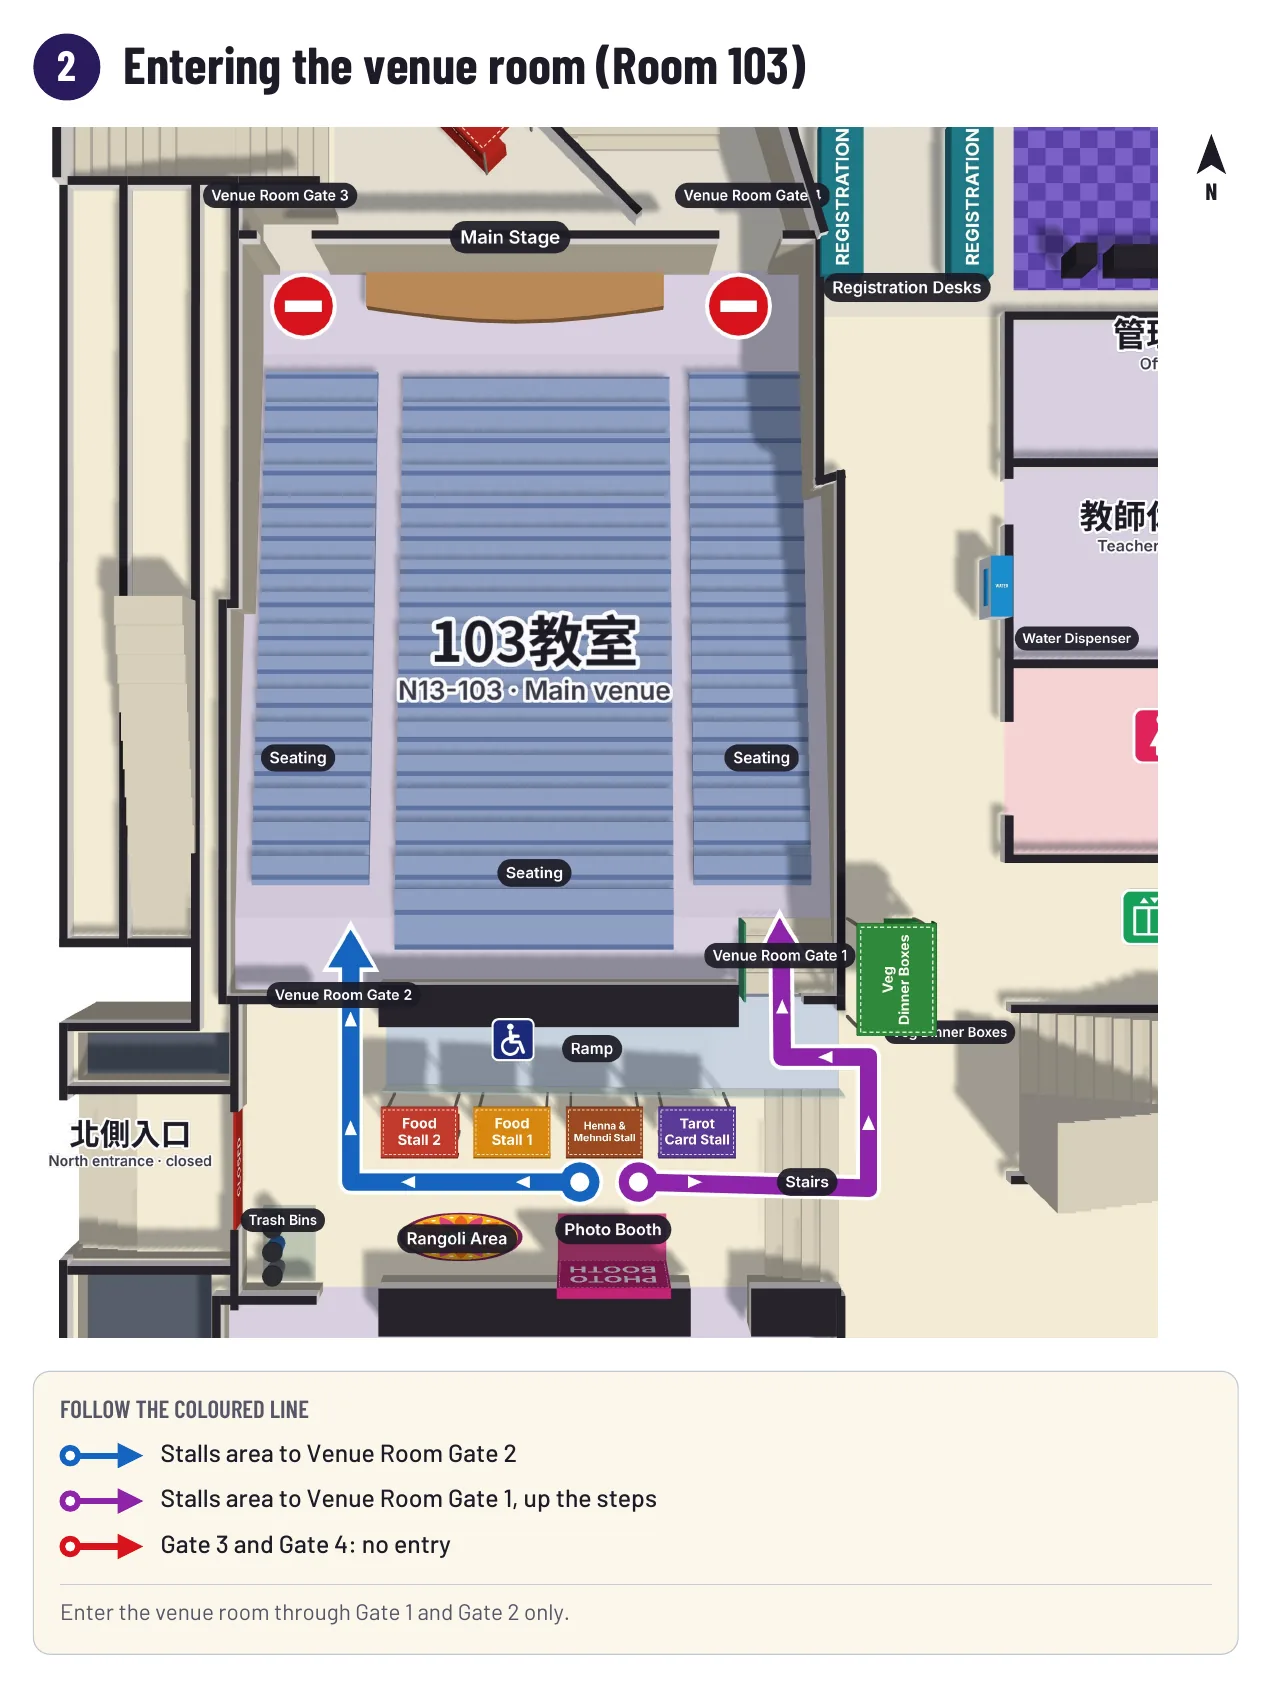 2
Entering the venue room (Room 103)
N
Venue Room Gate 3
Venue Room Gate 4
REGISTRATION
REGISTRATION
Main Stage
Registration Desks
管
Of
教師
Teacher
WATER
Water Dispenser
103教室
N13-103 · Main venue
Seating
Seating
Seating
Venue Room Gate 1
Veg
Dinner Boxes
Venue Room Gate 2
Veg Dinner Boxes
Ramp
Food
Stall 2
Food
Stall 1
Henna &
Mehndi Stall
Tarot
Card Stall
北側入口
North entrance · closed
CLOSED
Stairs
Trash Bins
Rangoli Area
Photo Booth
PHOTO
BOOTH
FOLLOW THE COLOURED LINE
Stalls area to Venue Room Gate 2
Stalls area to Venue Room Gate 1, up the steps
Gate 3 and Gate 4: no entry
Enter the venue room through Gate 1 and Gate 2 only.